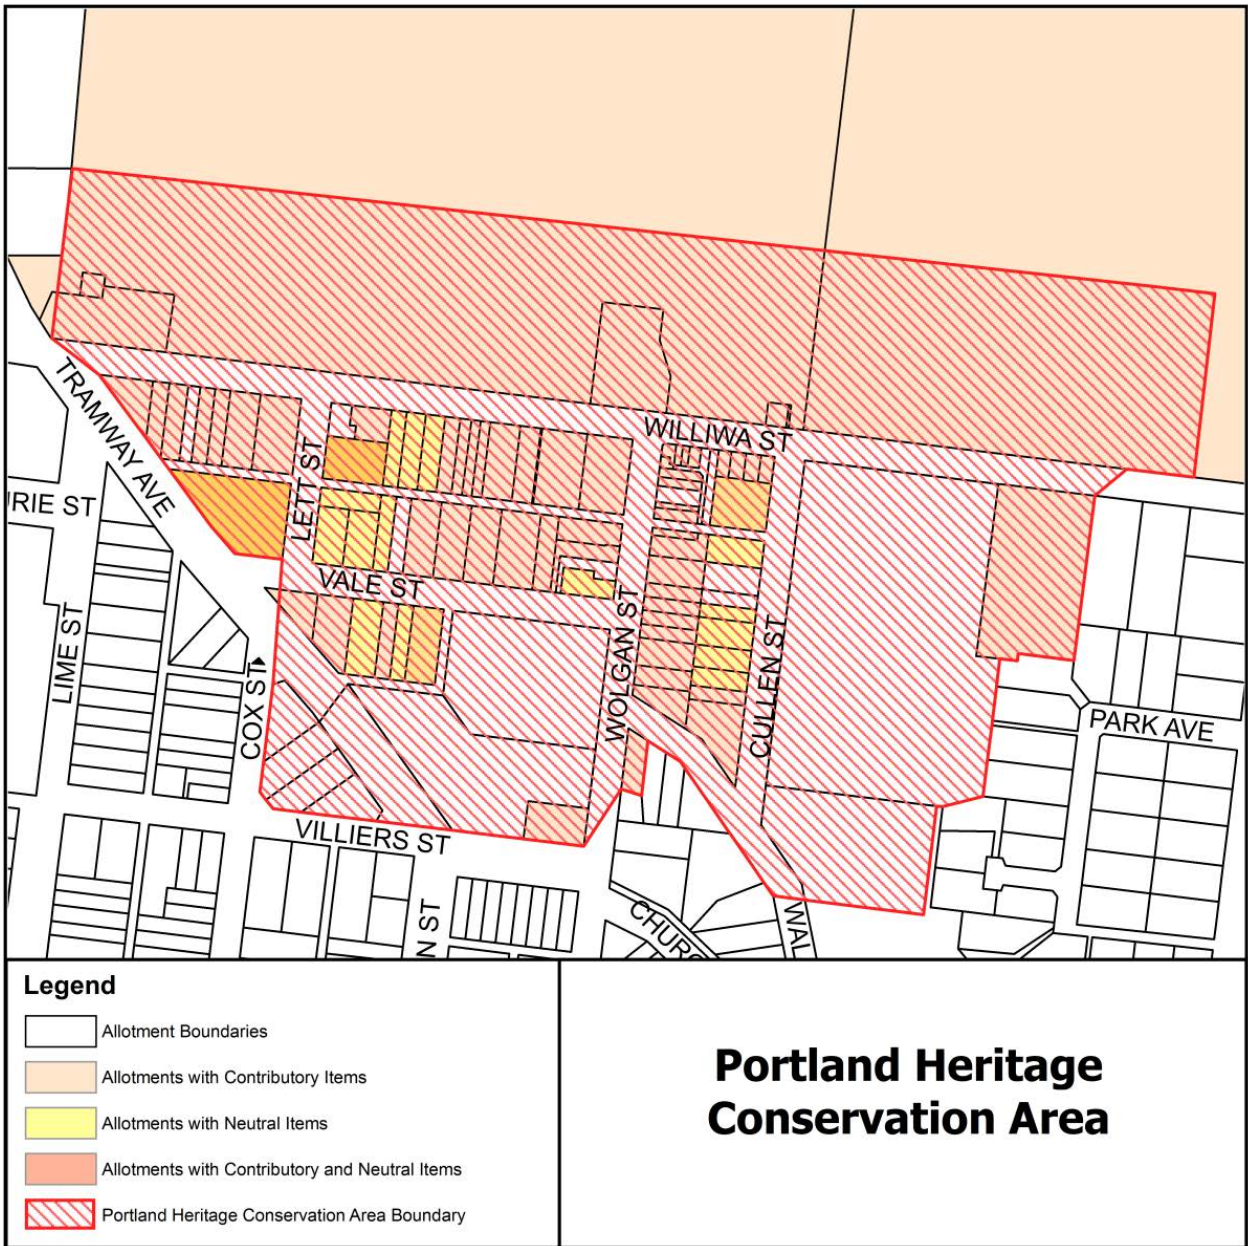 WILLIWA ST
TRAMWAY AVE
LETT ST
IRIE ST
VALE ST
LIME ST
COX ST
WOLGAN ST
CULLEN ST
PARK AVE
VILLIERS ST
N ST
CHURC
WAL
Legend
Allotment Boundaries
Allotments with Contributory Items
Allotments with Neutral Items
Allotments with Contributory and Neutral Items
Portland Heritage Conservation Area Boundary
Portland Heritage
Conservation Area